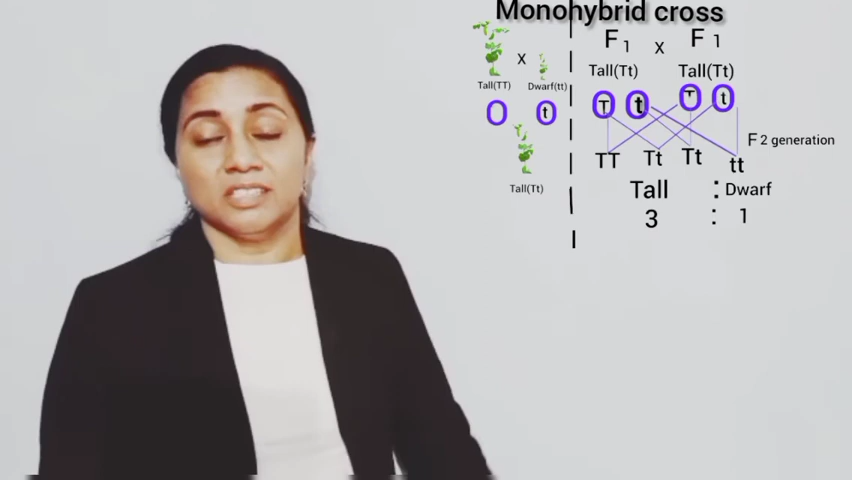 Monohybrid cross
x
Tall(TT) Dwarf(tt)
t
Tall(Tt)
F1 x F1
Tall(Tt) Tall(Tt)
T t T t
F2 generation
TT Tt Tt tt
Tall : Dwarf
3 : 1